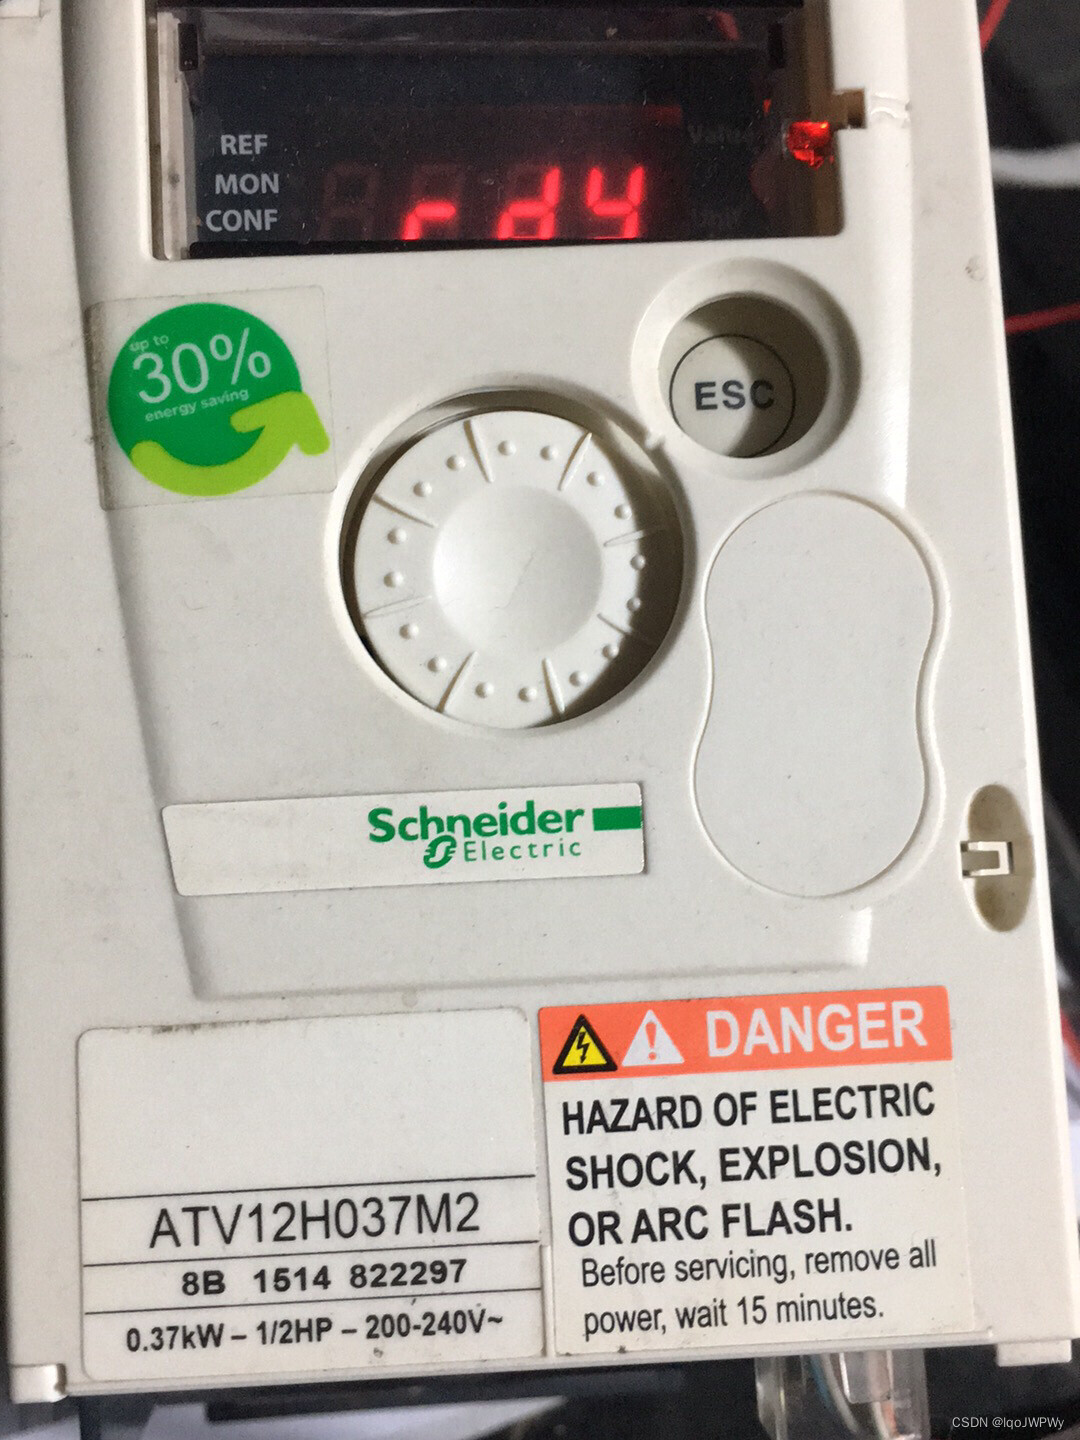 REF
MON
CONF
Value
rdY
Unit
up to
30%
energy saving
ESC
Schneider
Electric
DANGER
HAZARD OF ELECTRIC
SHOCK, EXPLOSION,
OR ARC FLASH.
Before servicing, remove all
power, wait 15 minutes.
ATV12H037M2
8B 1514 822297
0.37kW – 1/2HP – 200-240V~
CSDN @lqoJWPWy